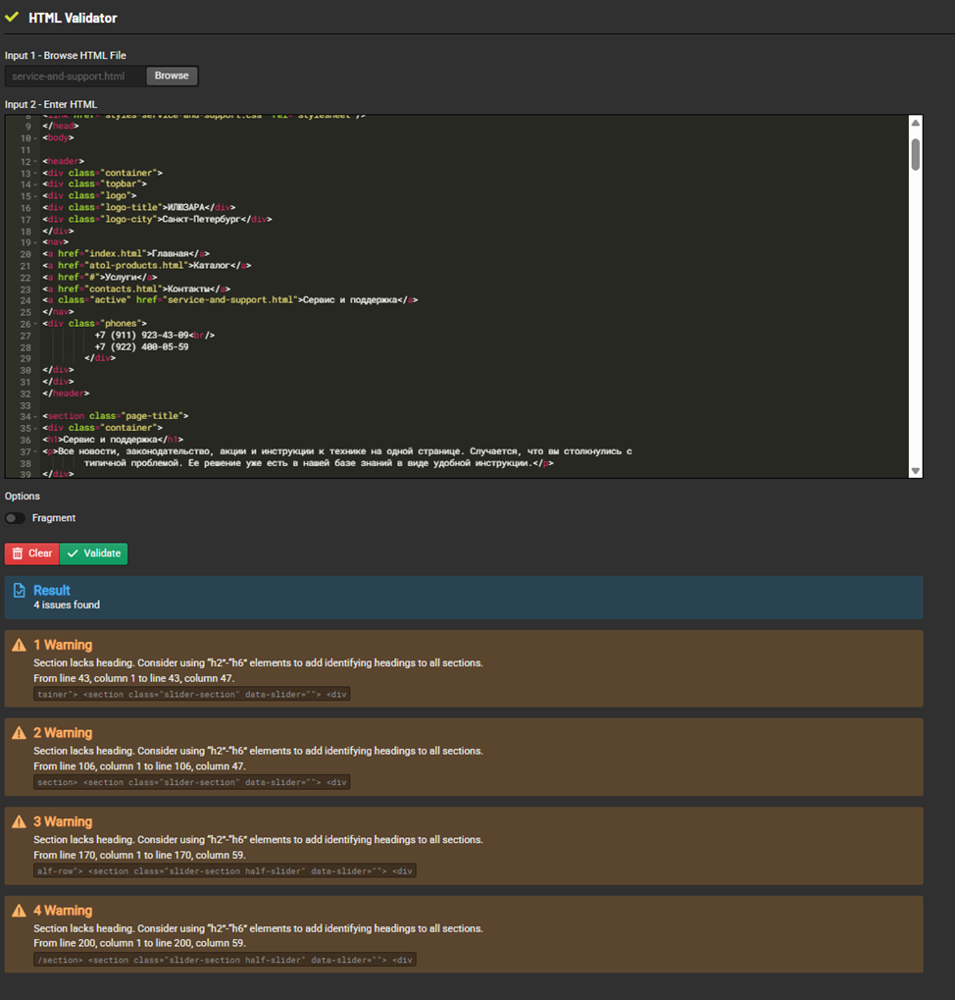 HTML Validator
Input 1 - Browse HTML File
service-and-support.html Browse
Input 2 - Enter HTML
8 <link href="styles-service-and-support.css" rel="stylesheet"/>
9 </head>
10 <body>
11
12 <header>
13 <div class="container">
14 <div class="topbar">
15 <div class="logo">
16 <div class="logo-title">ИЛЮЗАРА</div>
17 <div class="logo-city">Санкт-Петербург</div>
18 </div>
19 <nav>
20 <a href="index.html">Главная</a>
21 <a href="atol-products.html">Каталог</a>
22 <a href="#">Услуги</a>
23 <a href="contacts.html">Контакты</a>
24 <a class="active" href="service-and-support.html">Сервис и поддержка</a>
25 </nav>
26 <div class="phones">
27 +7 (911) 923-43-09<br/>
28 +7 (922) 400-05-59
29 </div>
30 </div>
31 </div>
32 </header>
33
34 <section class="page-title">
35 <div class="container">
36 <h1>Сервис и поддержка</h1>
37 <p>Все новости, законодательство, акции и инструкции к технике на одной странице. Случается, что вы столкнулись с
38 типичной проблемой. Ее решение уже есть в нашей базе знаний в виде удобной инструкции.</p>
39 </div>
Options
Fragment
Clear Validate
Result
4 issues found
1 Warning
Section lacks heading. Consider using “h2”-“h6” elements to add identifying headings to all sections.
From line 43, column 1 to line 43, column 47.
tainer"> <section class="slider-section" data-slider=""> <div
2 Warning
Section lacks heading. Consider using “h2”-“h6” elements to add identifying headings to all sections.
From line 106, column 1 to line 106, column 47.
section> <section class="slider-section" data-slider=""> <div
3 Warning
Section lacks heading. Consider using “h2”-“h6” elements to add identifying headings to all sections.
From line 170, column 1 to line 170, column 59.
alf-row"> <section class="slider-section half-slider" data-slider=""> <div
4 Warning
Section lacks heading. Consider using “h2”-“h6” elements to add identifying headings to all sections.
From line 200, column 1 to line 200, column 59.
/section> <section class="slider-section half-slider" data-slider=""> <div